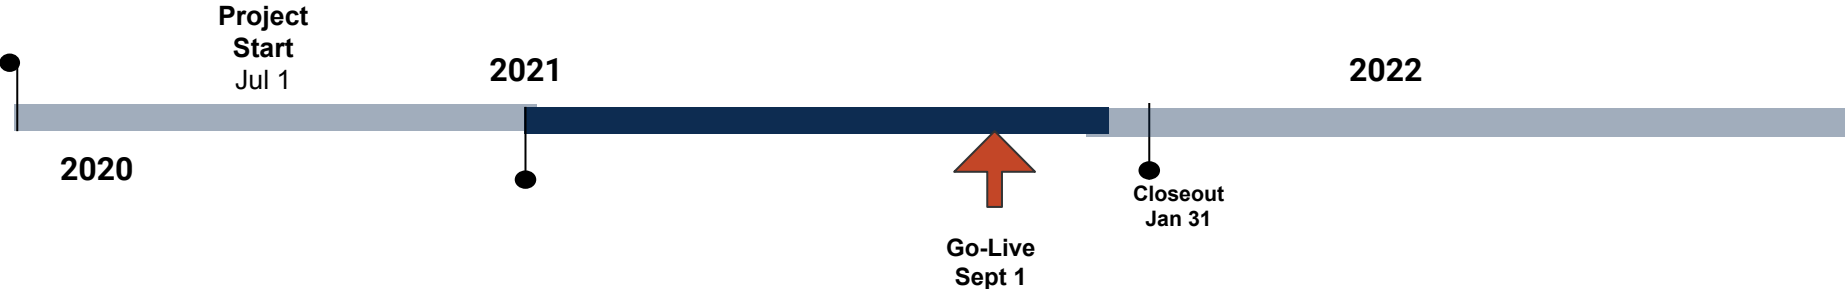 Project
Start
Jul 1
2021
2022
2020
Closeout
Jan 31
Go-Live
Sept 1